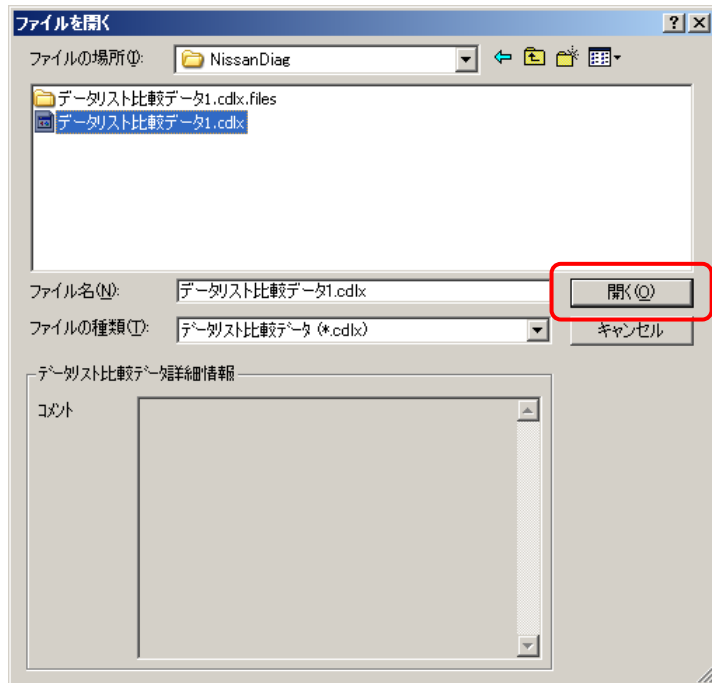 ファイルを開く
ファイルの場所(I):
NissanDiag
データリスト比較データ1.cdlx.files
データリスト比較データ1.cdlx
ファイル名(N):
データリスト比較データ1.cdlx
開く(O)
ファイルの種類(T):
ﾃﾞｰﾀﾘｽﾄ比較ﾃﾞｰﾀ (*.cdlx)
キャンセル
ﾃﾞｰﾀﾘｽﾄ比較ﾃﾞｰﾀ詳細情報
コメント